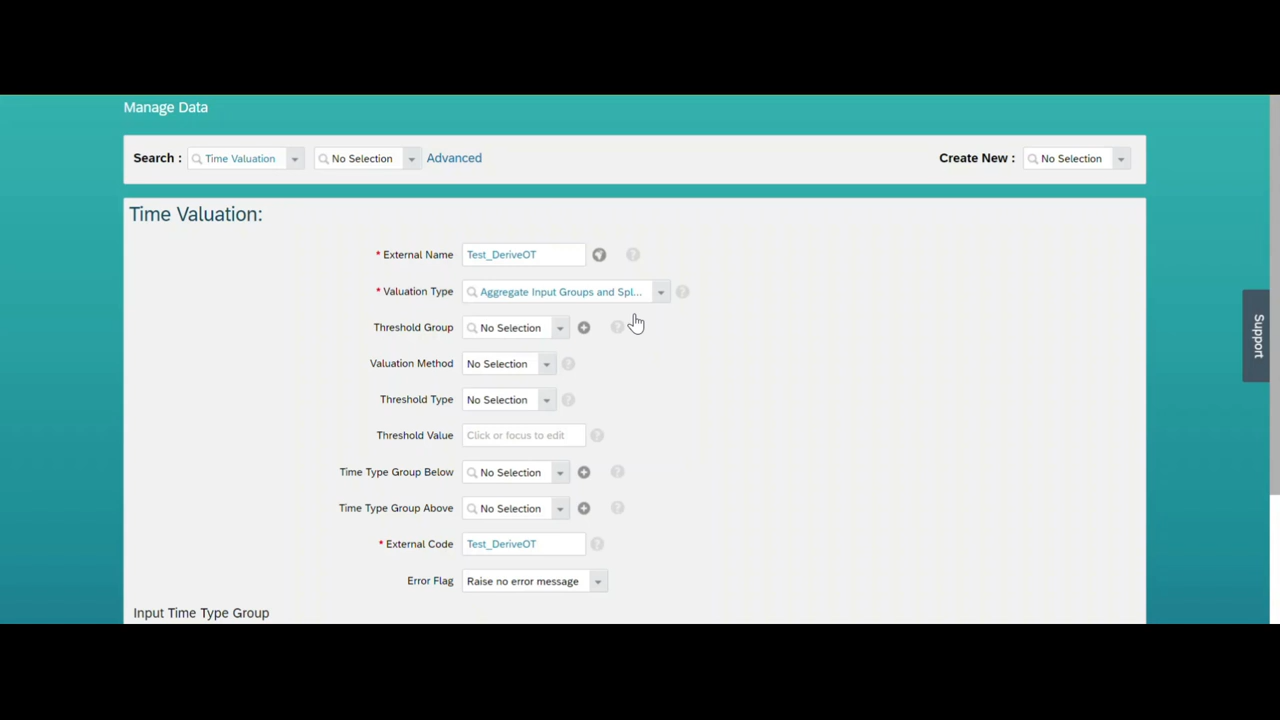 Manage Data
Search : Time Valuation No Selection Advanced Create New : No Selection
Time Valuation:
* External Name Test_DeriveOT ?
* Valuation Type Aggregate Input Groups and Spl... ?
Threshold Group No Selection ?
Valuation Method No Selection ?
Threshold Type No Selection ?
Threshold Value Click or focus to edit ?
Time Type Group Below No Selection ?
Time Type Group Above No Selection ?
* External Code Test_DeriveOT ?
Error Flag Raise no error message
Input Time Type Group
Support